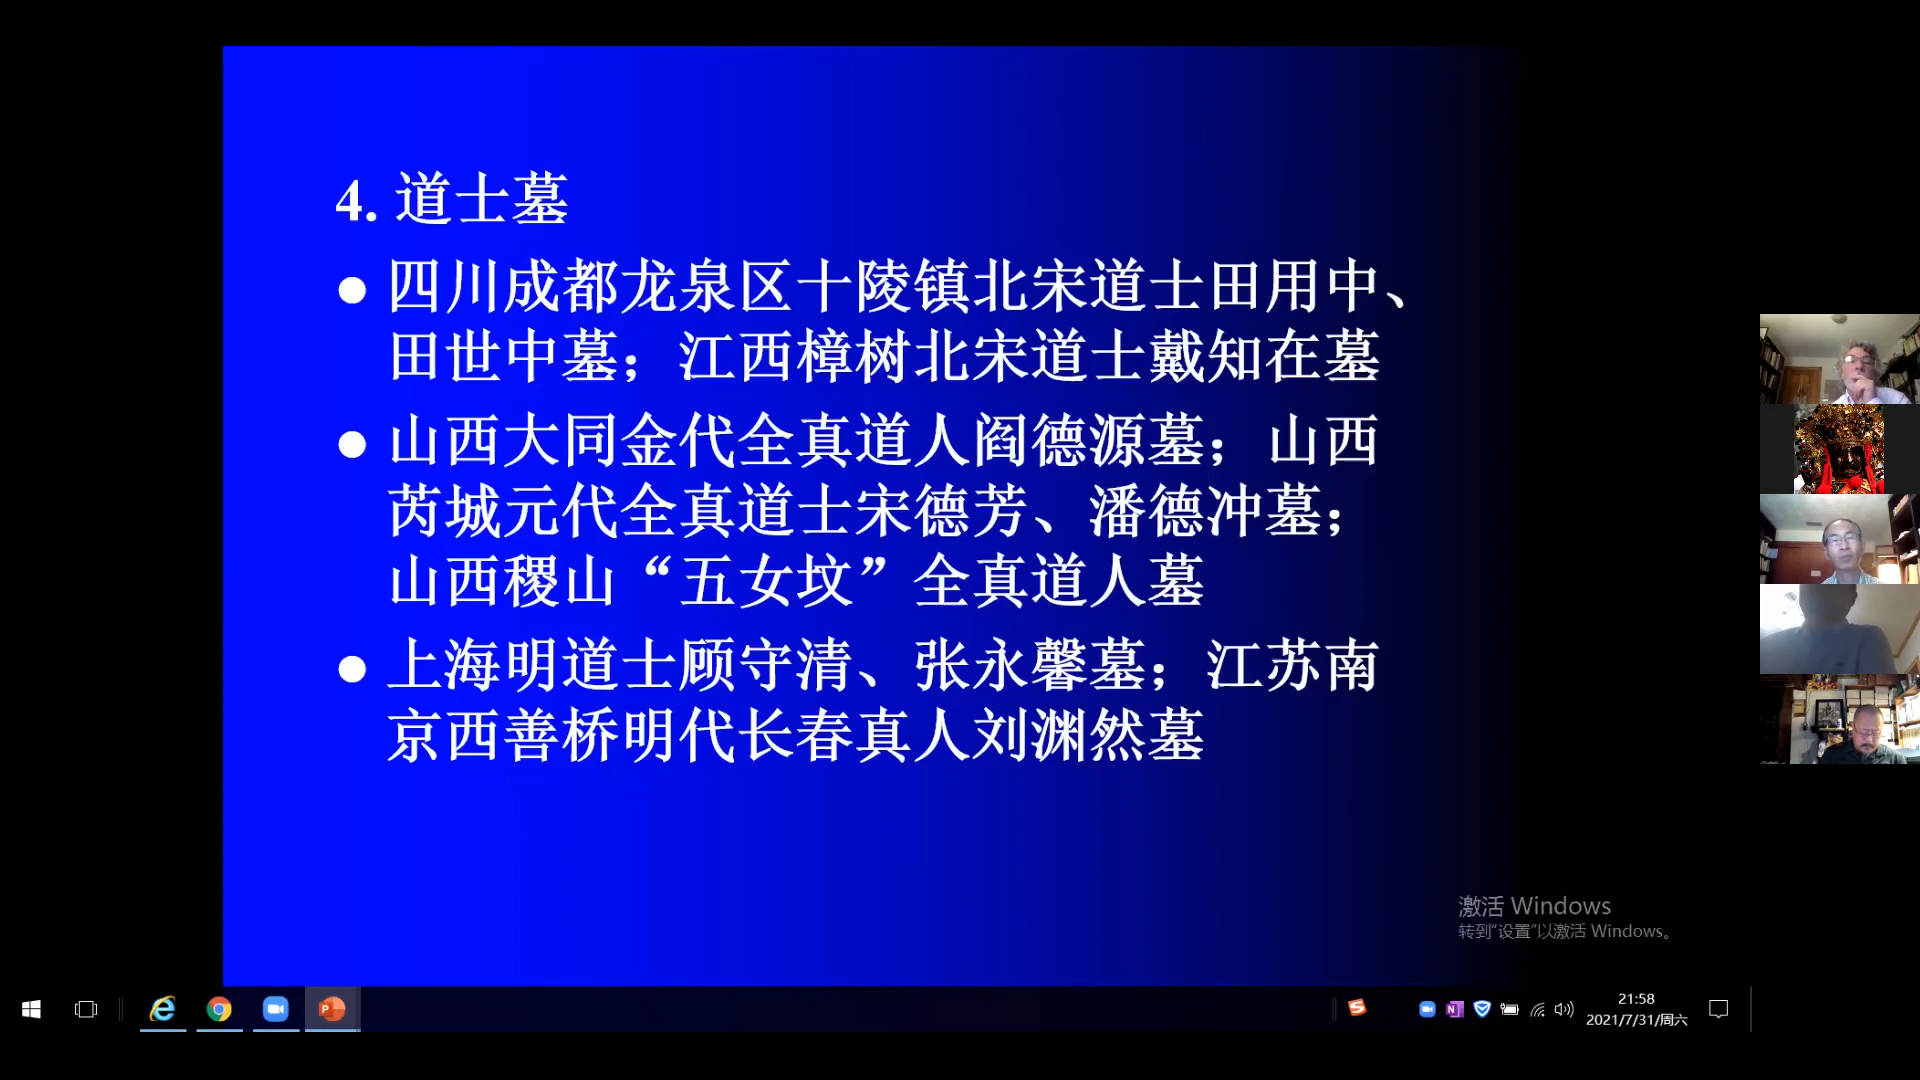 4. 道士墓
● 四川成都龙泉区十陵镇北宋道士田用中、
田世中墓；江西樟树北宋道士戴知在墓
● 山西大同金代全真道人阎德源墓；山西
芮城元代全真道士宋德芳、潘德冲墓；
山西稷山“五女坟”全真道人墓
● 上海明道士顾守清、张永馨墓；江苏南
京西善桥明代长春真人刘渊然墓
激活 Windows
转到“设置”以激活 Windows。
21:58
2021/7/31/周六